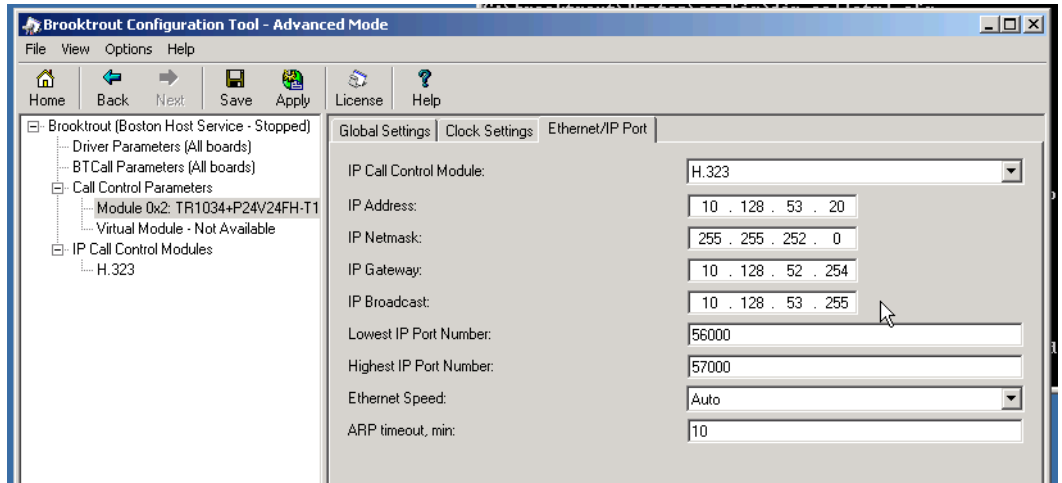 Brooktrout Configuration Tool - Advanced Mode
File View Options Help
Home Back Next Save Apply License Help
Brooktrout (Boston Host Service - Stopped)
Driver Parameters (All boards)
BTCall Parameters (All boards)
Call Control Parameters
Module 0x2: TR1034+P24V24FH-T1
Virtual Module - Not Available
IP Call Control Modules
H.323
Global Settings Clock Settings Ethernet/IP Port
IP Call Control Module: H.323
IP Address: 10 . 128 . 53 . 20
IP Netmask: 255 . 255 . 252 . 0
IP Gateway: 10 . 128 . 52 . 254
IP Broadcast: 10 . 128 . 53 . 255
Lowest IP Port Number: 56000
Highest IP Port Number: 57000
Ethernet Speed: Auto
ARP timeout, min: 10